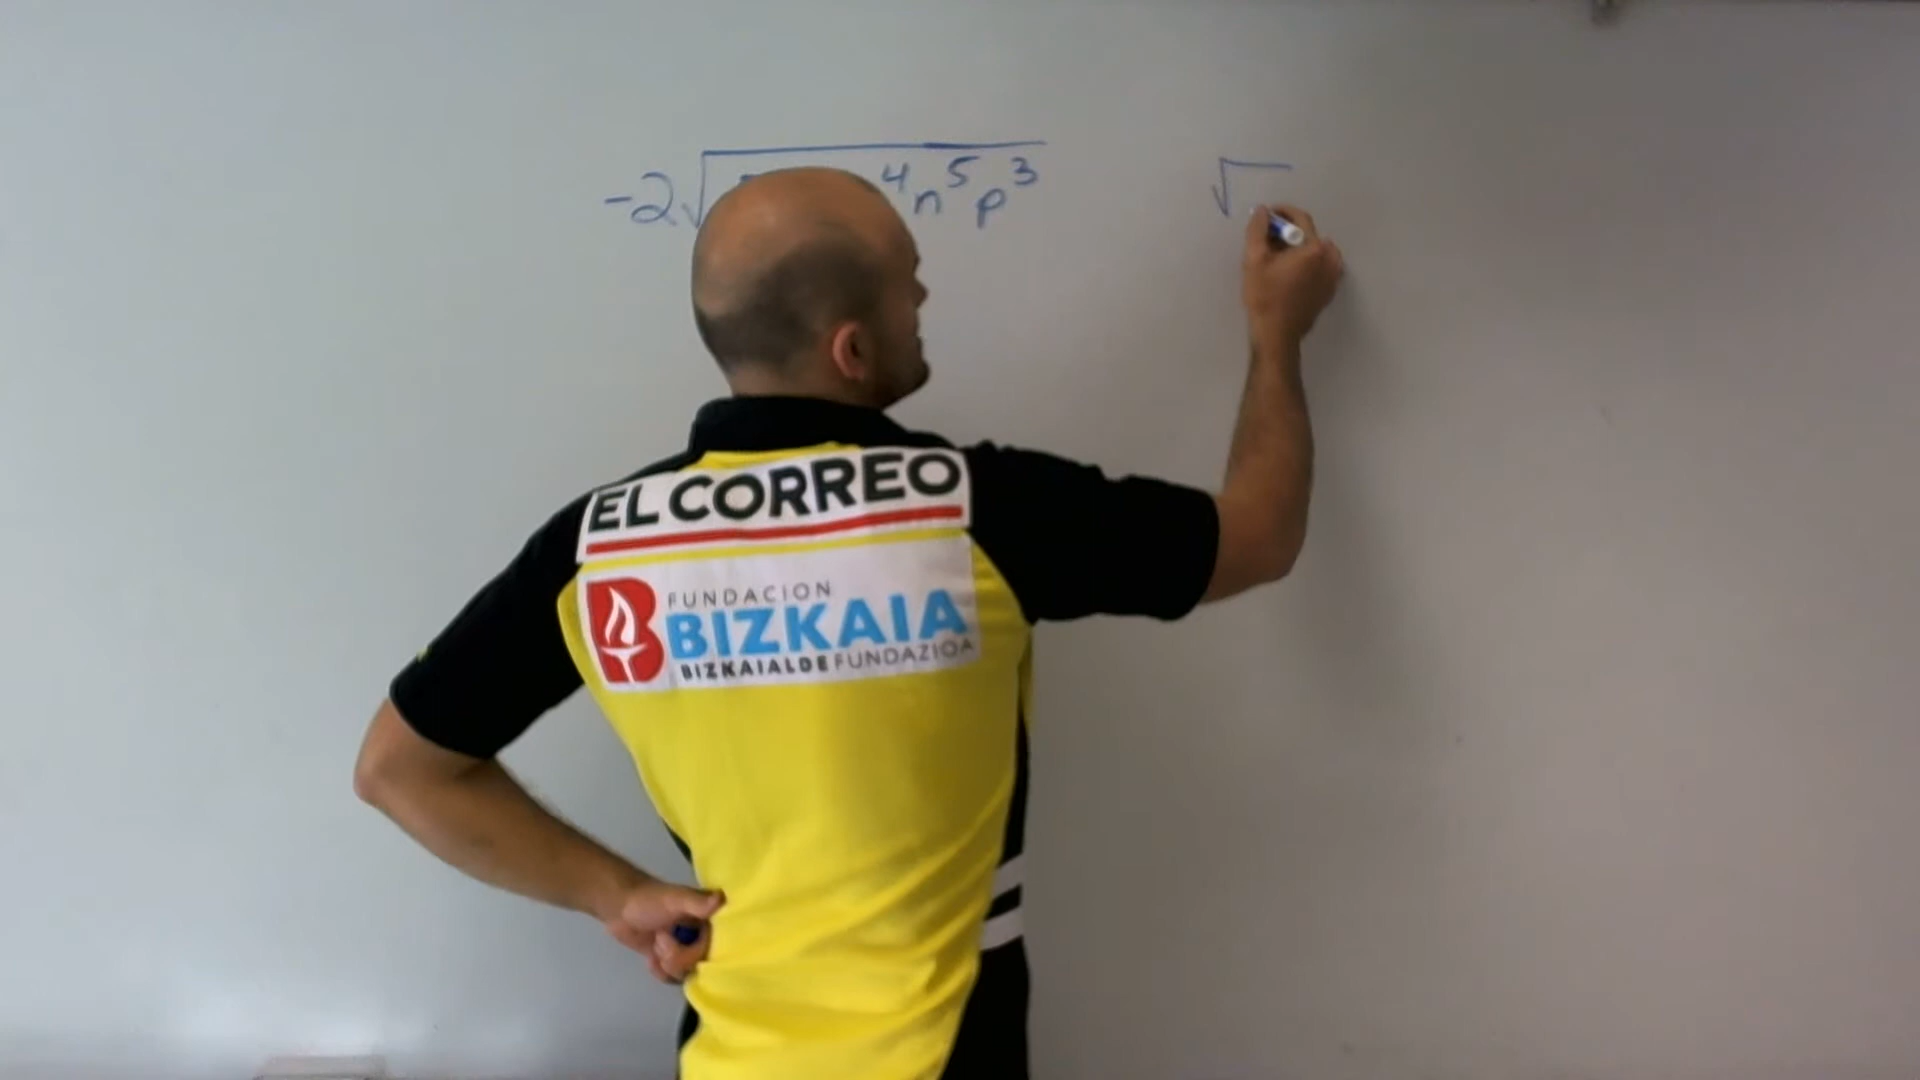 -2√ ⁴n⁵p³ √
EL CORREO
FUNDACION
BIZKAIA
BIZKAIALDE FUNDAZIOA